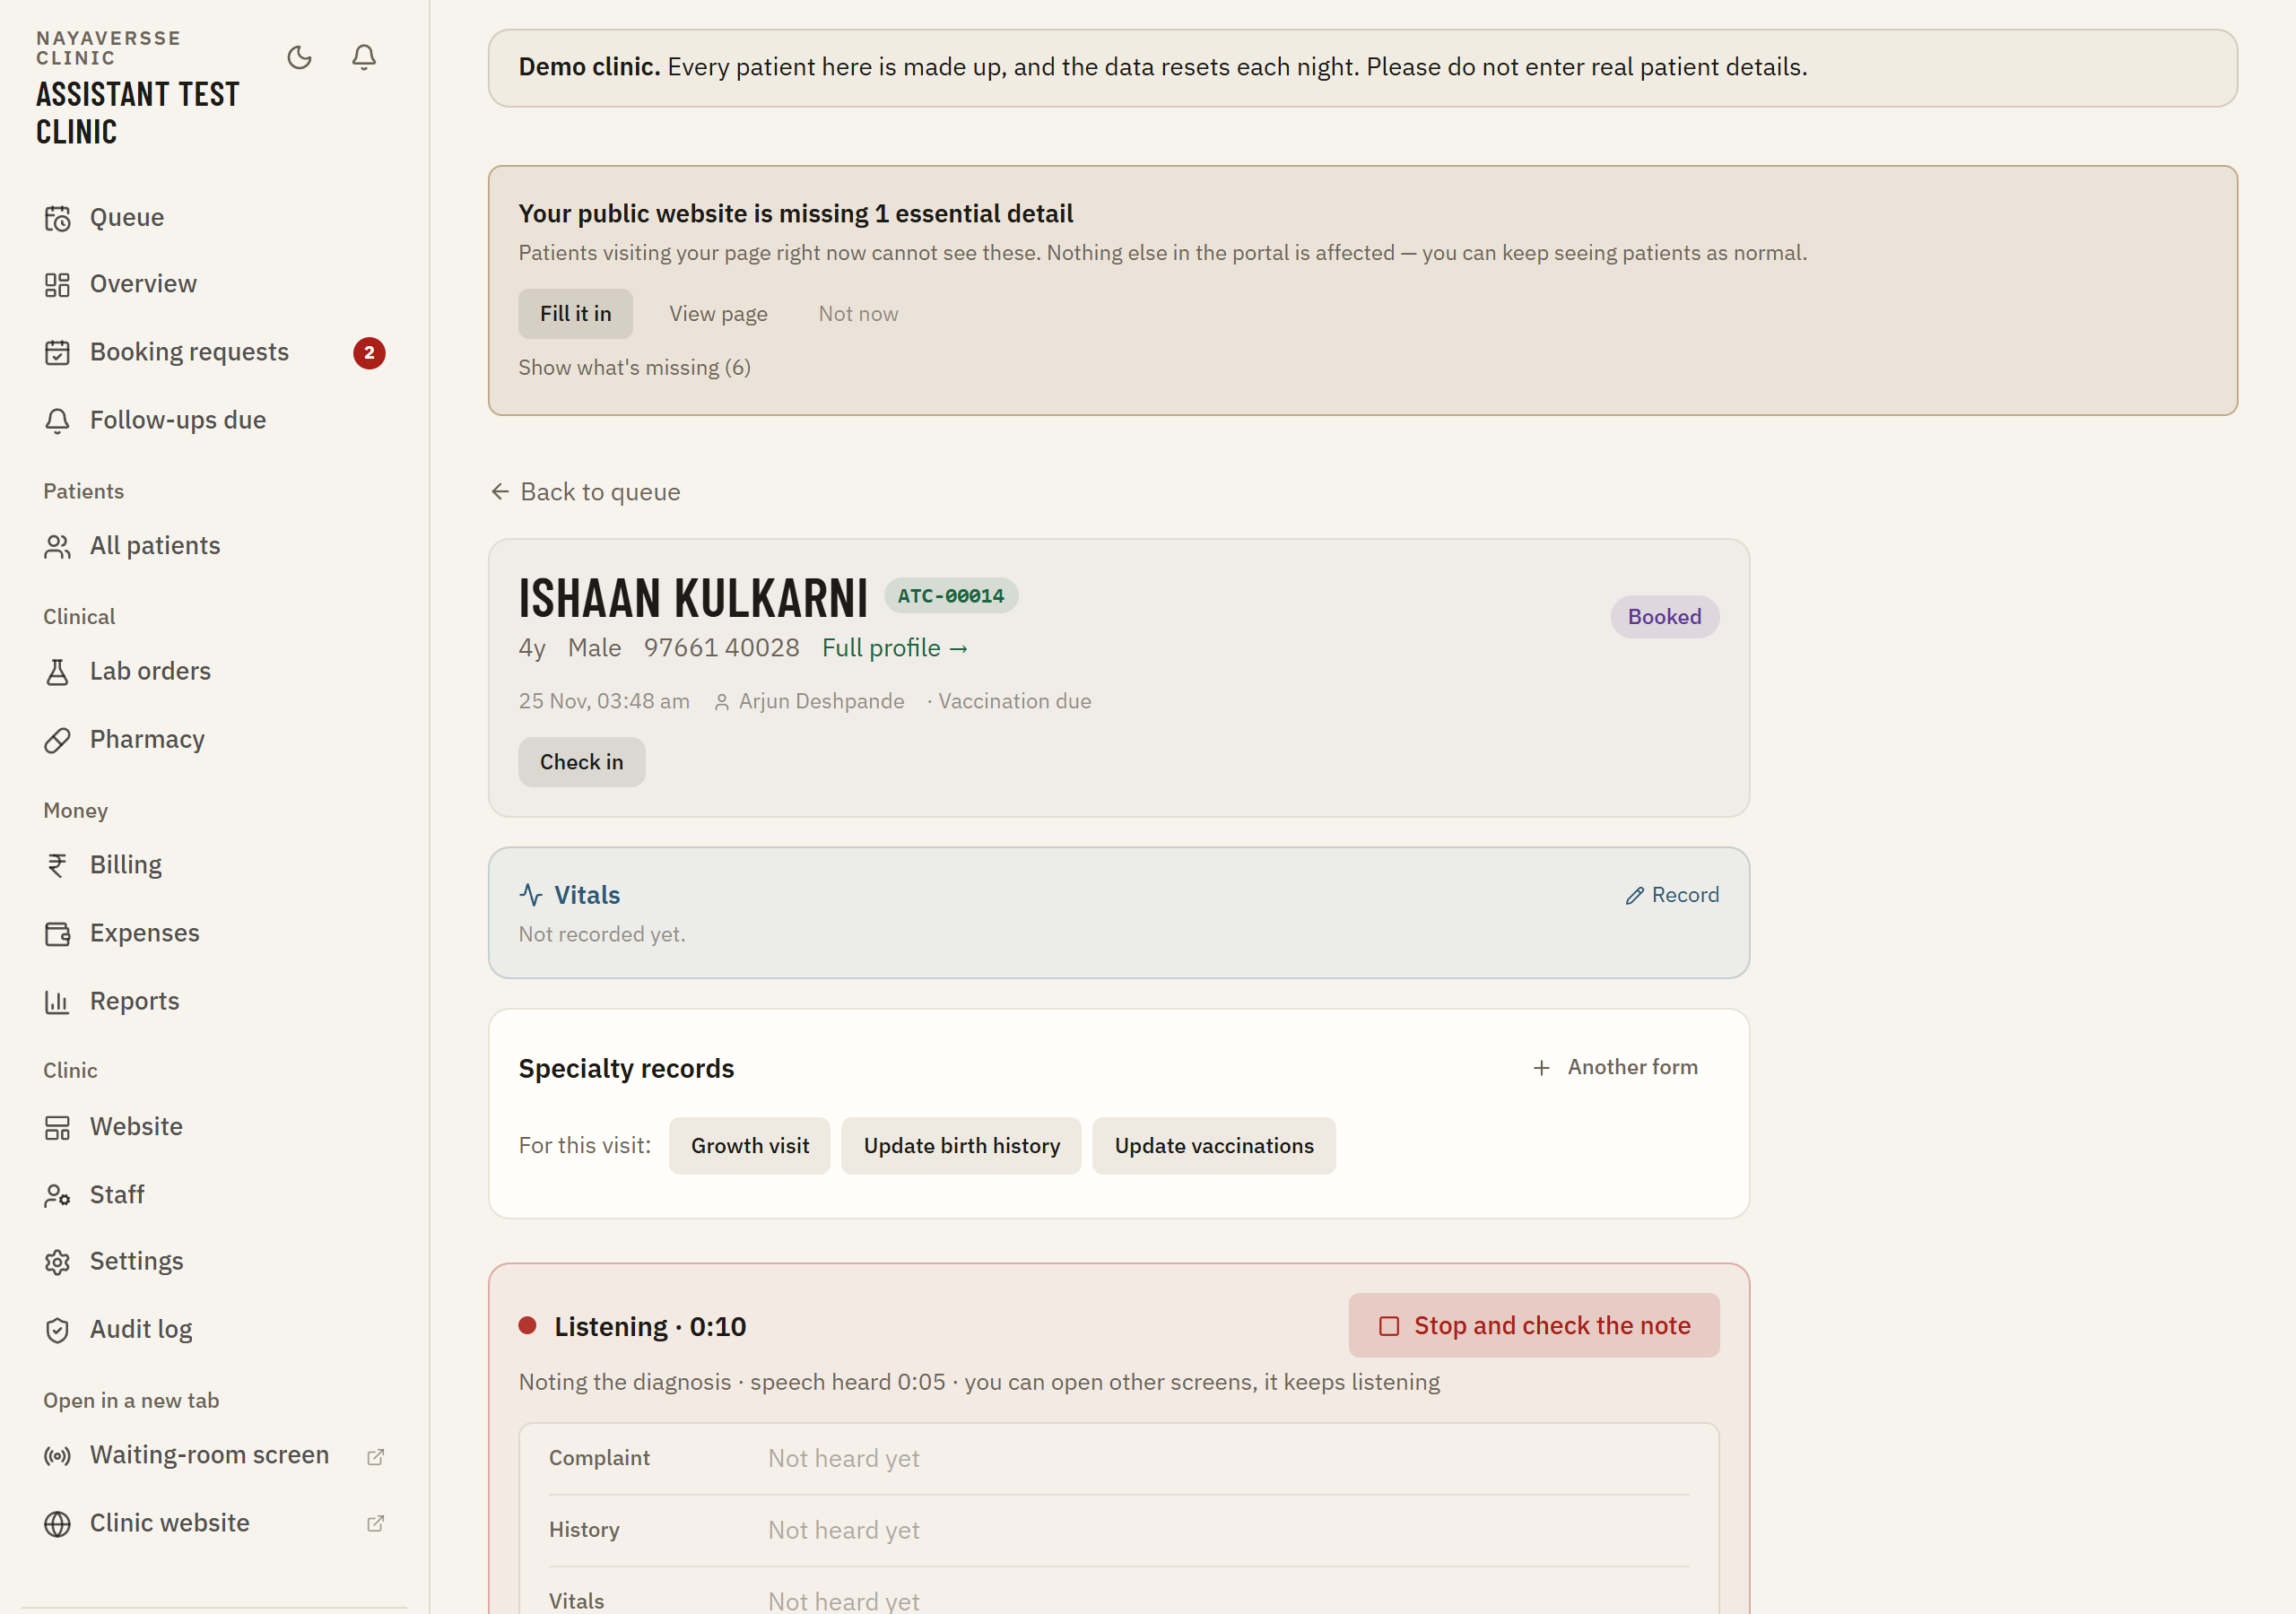 NAYAVERSSE
CLINIC
ASSISTANT TEST
CLINIC
Queue
Overview
Booking requests 2
Follow-ups due
Patients
All patients
Clinical
Lab orders
Pharmacy
Money
Billing
Expenses
Reports
Clinic
Website
Staff
Settings
Audit log
Open in a new tab
Waiting-room screen
Clinic website
Demo clinic. Every patient here is made up, and the data resets each night. Please do not enter real patient details.
Your public website is missing 1 essential detail
Patients visiting your page right now cannot see these. Nothing else in the portal is affected — you can keep seeing patients as normal.
Fill it in View page Not now
Show what's missing (6)
← Back to queue
ISHAAN KULKARNI ATC-00014
Booked
4y Male 97661 40028 Full profile →
25 Nov, 03:48 am Arjun Deshpande · Vaccination due
Check in
Vitals Record
Not recorded yet.
Specialty records + Another form
For this visit: Growth visit Update birth history Update vaccinations
Listening · 0:10 Stop and check the note
Noting the diagnosis · speech heard 0:05 · you can open other screens, it keeps listening
Complaint Not heard yet
History Not heard yet
Vitals Not heard yet